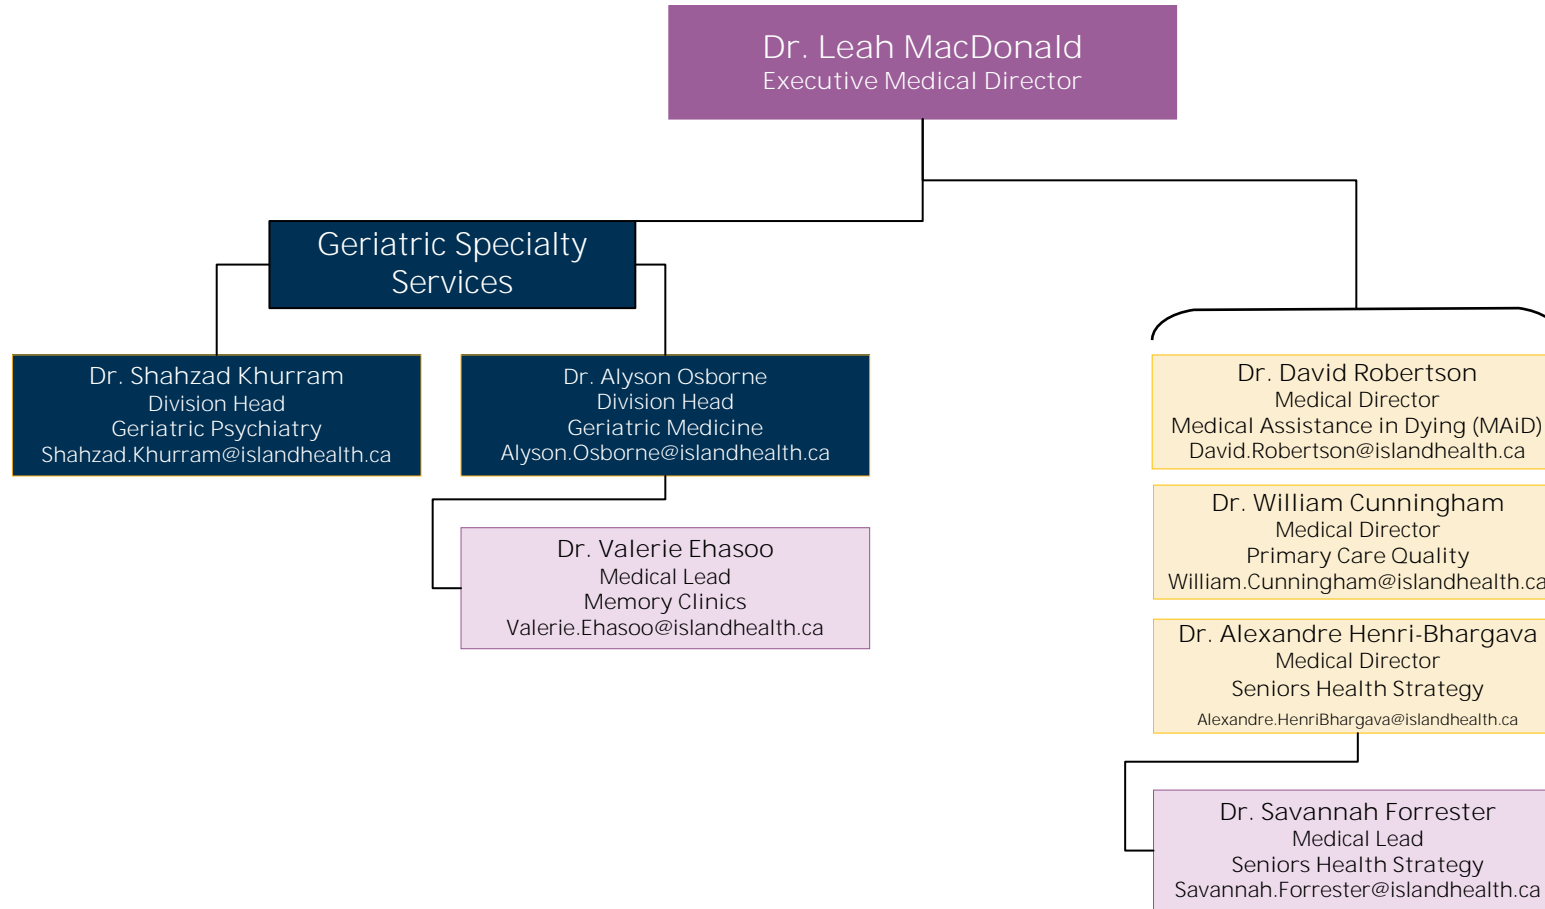 Dr. Leah MacDonald
Executive Medical Director
Geriatric Specialty
Services
Dr. Shahzad Khurram
Division Head
Geriatric Psychiatry
Shahzad.Khurram@islandhealth.ca
Dr. Alyson Osborne
Division Head
Geriatric Medicine
Alyson.Osborne@islandhealth.ca
Dr. Valerie Ehasoo
Medical Lead
Memory Clinics
Valerie.Ehasoo@islandhealth.ca
Dr. David Robertson
Medical Director
Medical Assistance in Dying (MAiD)
David.Robertson@islandhealth.ca
Dr. William Cunningham
Medical Director
Primary Care Quality
William.Cunningham@islandhealth.ca
Dr. Alexandre Henri-Bhargava
Medical Director
Seniors Health Strategy
Alexandre.HenriBhargava@islandhealth.ca
Dr. Savannah Forrester
Medical Lead
Seniors Health Strategy
Savannah.Forrester@islandhealth.ca